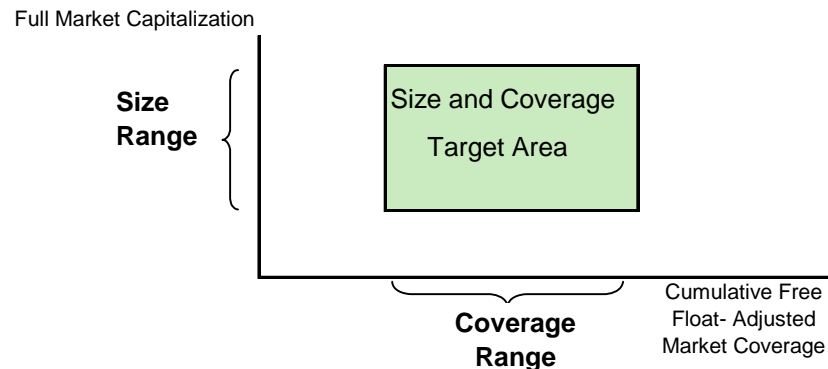 Full Market Capitalization
Size
Range
Size and Coverage
Target Area
Coverage
Range
Cumulative Free
Float- Adjusted
Market Coverage